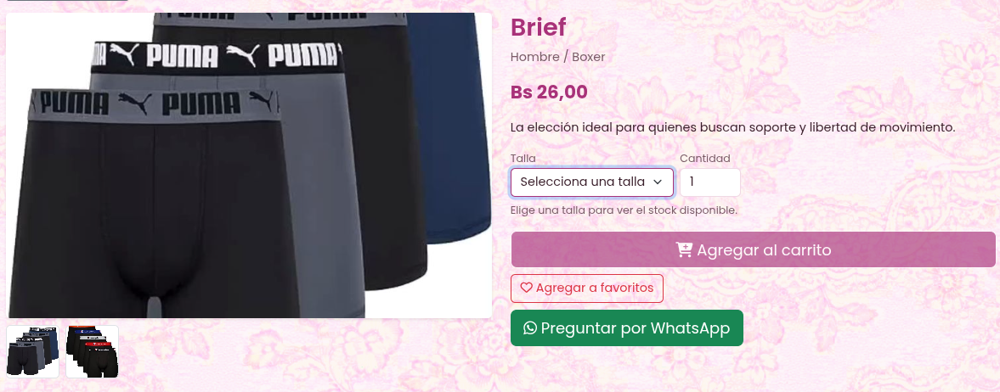 PUMA PUMA
PUMA PUMA
Brief
Hombre / Boxer
Bs 26,00
La elección ideal para quienes buscan soporte y libertad de movimiento.
Talla Cantidad
Selecciona una talla 1
Elige una talla para ver el stock disponible.
Agregar al carrito
Agregar a favoritos
Preguntar por WhatsApp